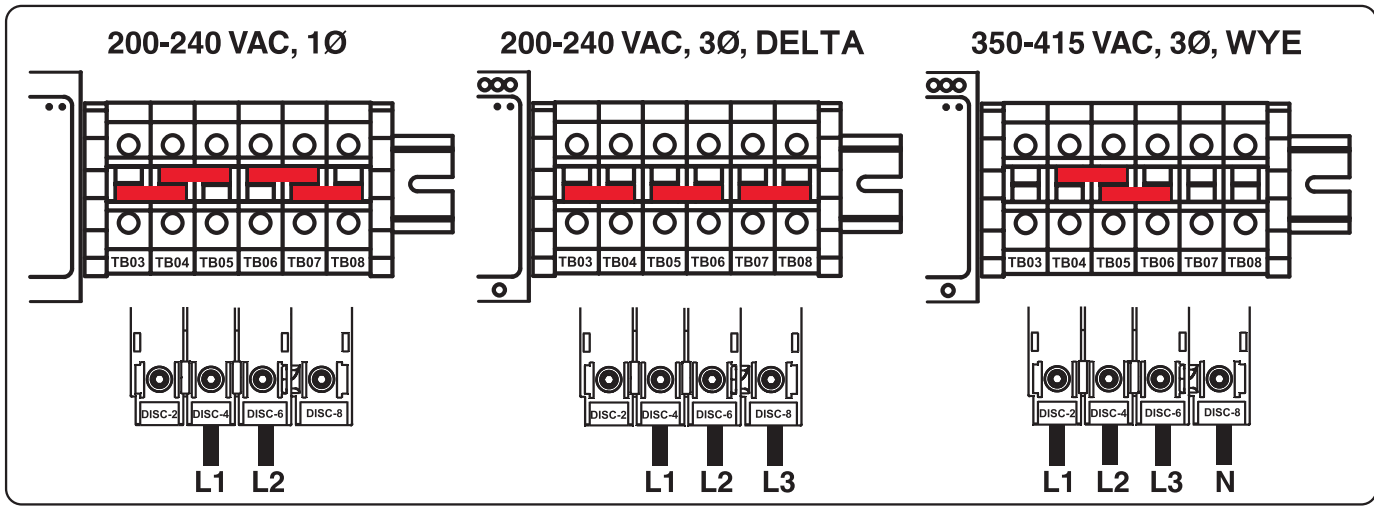 200-240 VAC, 1Ø
TB03 TB04 TB05 TB06 TB07 TB08
DISC-2 DISC-4 DISC-6 DISC-8
L1 L2
200-240 VAC, 3Ø, DELTA
TB03 TB04 TB05 TB06 TB07 TB08
DISC-2 DISC-4 DISC-6 DISC-8
L1 L2 L3
350-415 VAC, 3Ø, WYE
TB03 TB04 TB05 TB06 TB07 TB08
DISC-2 DISC-4 DISC-6 DISC-8
L1 L2 L3 N